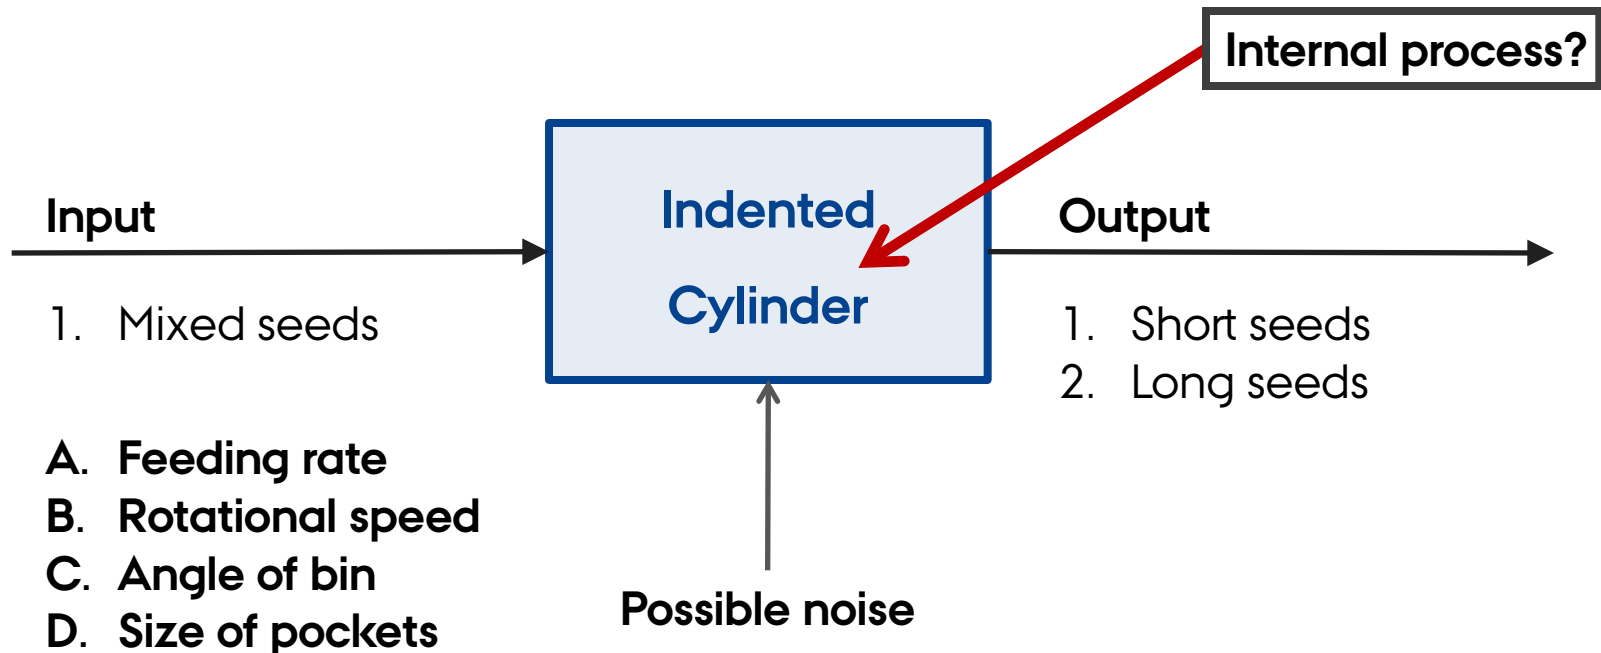 Internal process?
Input
Indented
Cylinder
Output
1. Mixed seeds
1. Short seeds
2. Long seeds
A. Feeding rate
B. Rotational speed
C. Angle of bin
D. Size of pockets
Possible noise